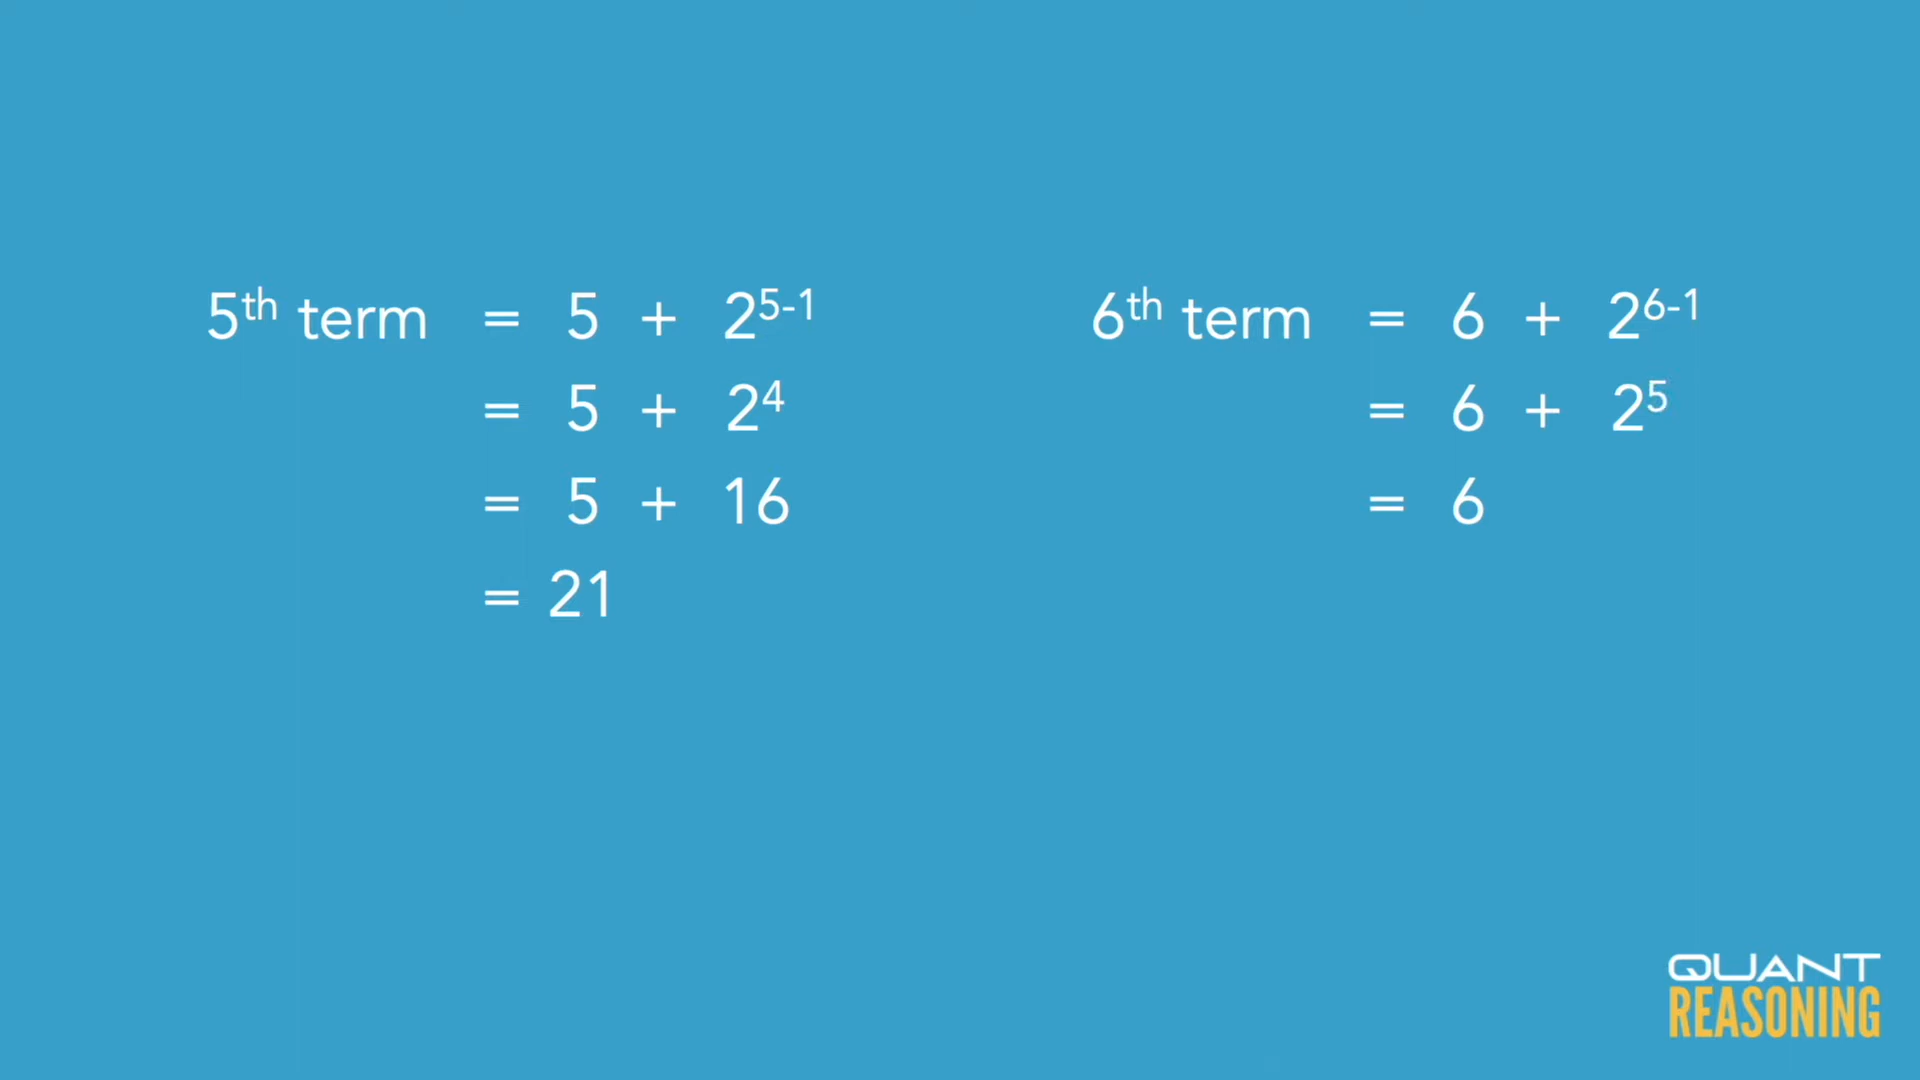 5th term = 5 + 2^5-1
= 5 + 2^4
= 5 + 16
= 21
6th term = 6 + 2^6-1
= 6 + 2^5
= 6
QUANT
REASONING